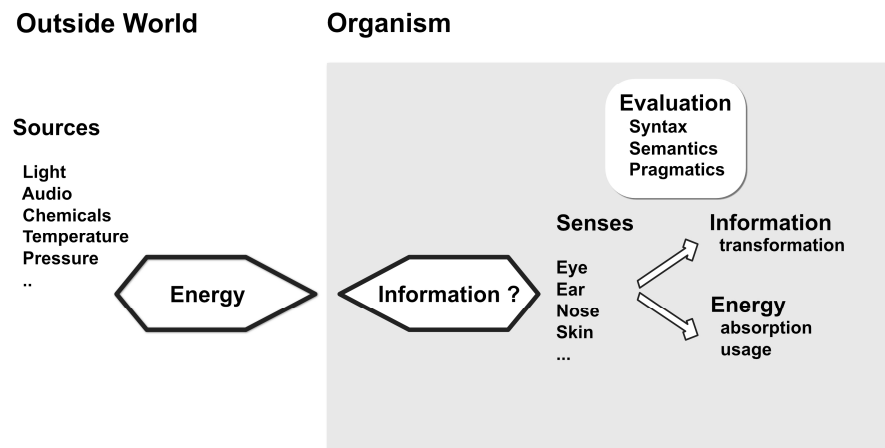 Outside World
Organism
Sources
Light
Audio
Chemicals
Temperature
Pressure
..
Energy
Information ?
Evaluation
Syntax
Semantics
Pragmatics
Senses
Eye
Ear
Nose
Skin
...
Information
transformation
Energy
absorption
usage